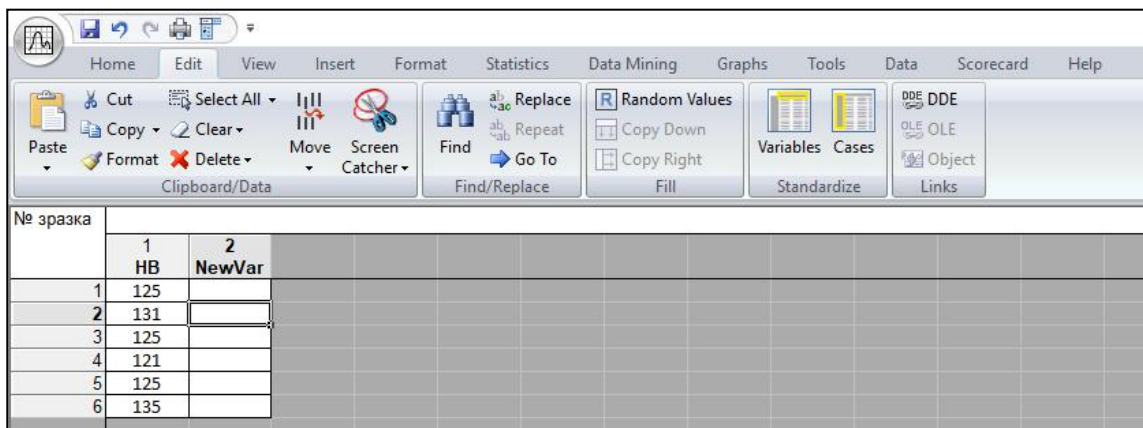 Home Edit View Insert Format Statistics Data Mining Graphs Tools Data Scorecard Help
Paste
Cut
Copy
Format
Select All
Clear
Delete
Move
Screen Catcher
Clipboard/Data
Find
Replace
Repeat
Go To
Find/Replace
Random Values
Copy Down
Copy Right
Fill
Variables
Cases
Standardize
DDE DDE
OLE OLE
Object
Links
№ зразка
1 2
HB NewVar
1 125
2 131
3 125
4 121
5 125
6 135